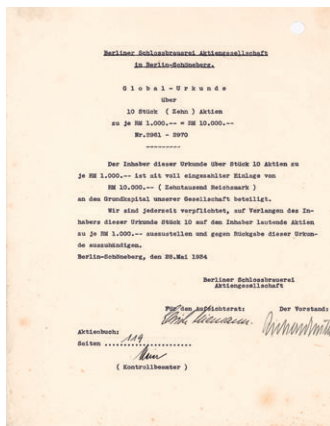 Berliner Schlossbrauerei Aktiengesellschaft
in Berlin-Schöneberg.
Global-Urkunde
über
10 Stück ( Zehn ) Aktien
zu je RM 1.000.-- = RM 10.000.--
Nr.2961 - 2970
---------
Der Inhaber dieser Urkunde über Stück 10 Aktien zu
je RM 1.000.-- ist mit voll eingezahlter Einlage von
RM 10.000.-- ( Zehntausend Reichsmark )
an dem Grundkapital unserer Gesellschaft beteiligt.
Wir sind jederzeit verpflichtet, auf Verlangen des In-
habers dieser Urkunde Stück 10 auf den Inhaber lautende Aktien
zu je RM 1.000.-- auszustellen und gegen Rückgabe dieser Urkun-
de auszuhändigen.
Berlin-Schöneberg, den 28.Mai 1934
Berliner Schlossbrauerei
Aktiengesellschaft
Für den Aufsichtsrat: Der Vorstand:
Aktienbuch:
Seiten 119
( Kontrollbeamter )